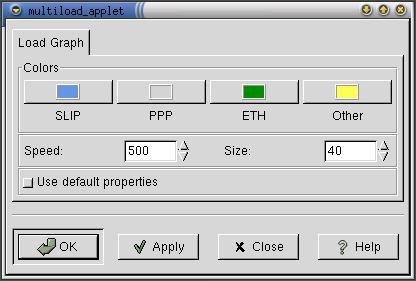 multiload_applet
Load Graph
Colors
SLIP PPP ETH Other
Speed: 500 Size: 40
Use default properties
OK Apply Close Help